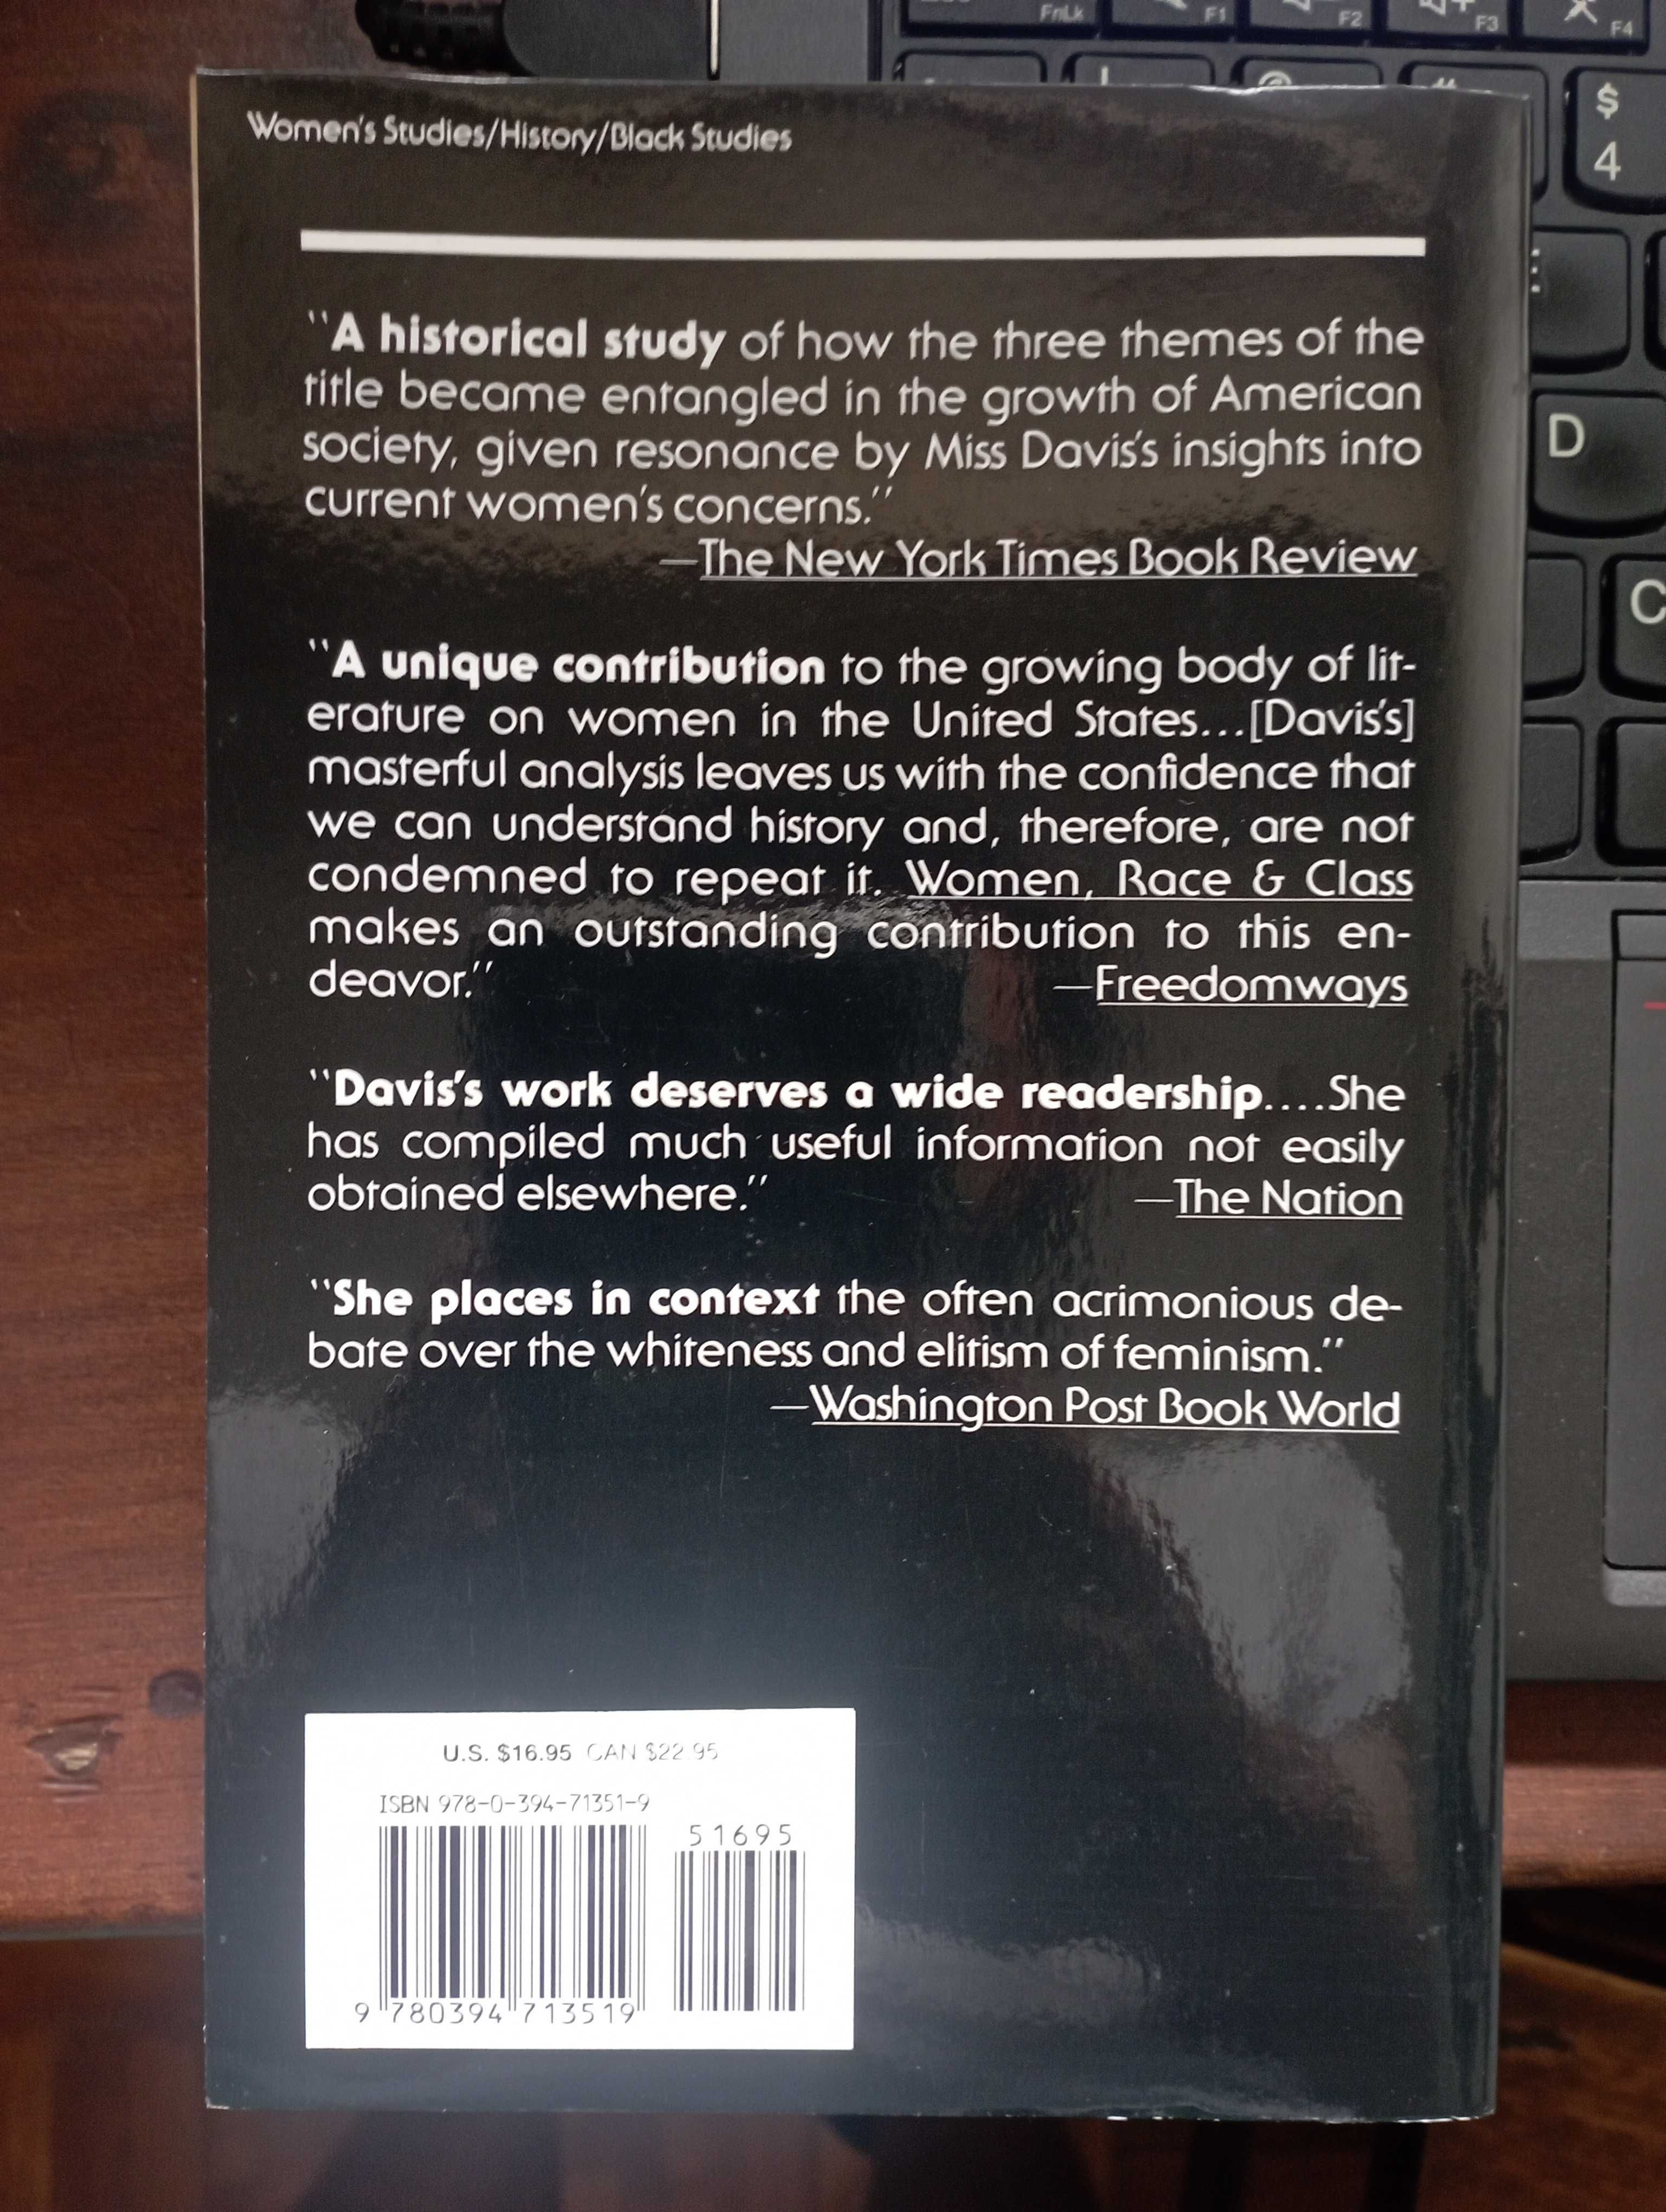 FnLk
F1
F2
F3
F4
$
4
D
C
Women's Studies/History/Black Studies
"A historical study of how the three themes of the
title became entangled in the growth of American
society, given resonance by Miss Davis's insights into
current women's concerns."
—The New York Times Book Review
"A unique contribution to the growing body of lit-
erature on women in the United States...[Davis's]
masterful analysis leaves us with the confidence that
we can understand history and, therefore, are not
condemned to repeat it. Women, Race & Class
makes an outstanding contribution to this en-
deavor." —Freedomways
"Davis's work deserves a wide readership....She
has compiled much useful information not easily
obtained elsewhere." —The Nation
"She places in context the often acrimonious de-
bate over the whiteness and elitism of feminism."
—Washington Post Book World
U.S. $16.95 CAN $22.95
ISBN 978-0-394-71351-9
51695
9 780394 713519